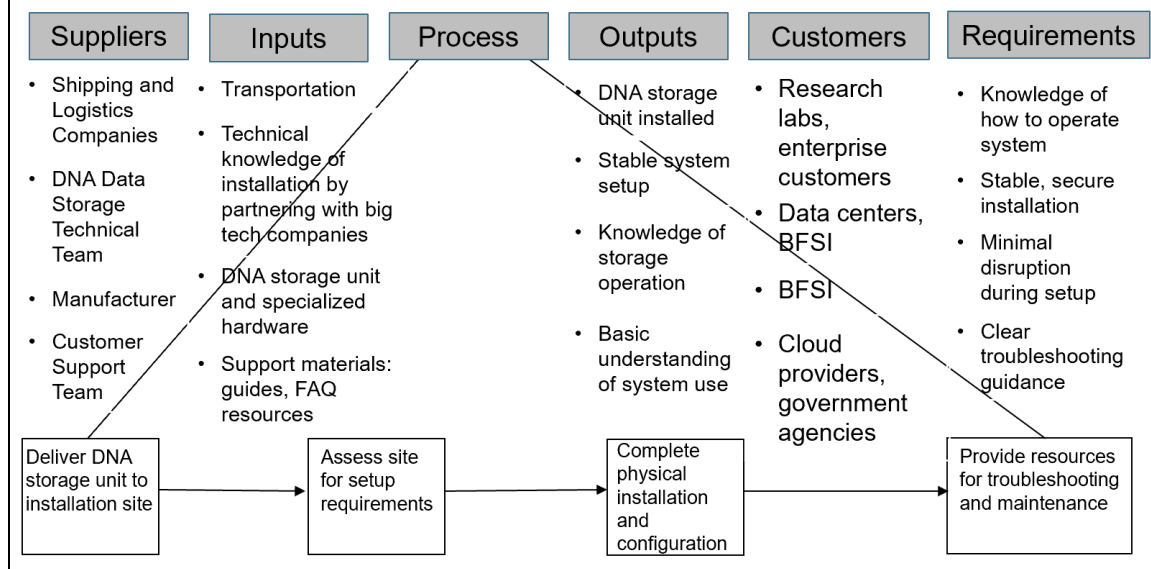 Suppliers
Inputs
Process
Outputs
Customers
Requirements
• Shipping and
Logistics
Companies
• DNA Data
Storage
Technical
Team
• Manufacturer
• Customer
Support
Team
• Transportation
• Technical
knowledge of
installation by
partnering with big
tech companies
• DNA storage unit
and specialized
hardware
• Support materials:
guides, FAQ
resources
• DNA storage
unit installed
• Stable system
setup
• Knowledge of
storage
operation
• Basic
understanding
of system use
• Research
labs,
enterprise
customers
• Data centers,
BFSI
• BFSI
• Cloud
providers,
government
agencies
• Knowledge of
how to operate
system
• Stable, secure
installation
• Minimal
disruption
during setup
• Clear
troubleshooting
guidance
Deliver DNA
storage unit to
installation site
Assess site
for setup
requirements
Complete
physical
installation
and
configuration
Provide resources
for troubleshooting
and maintenance